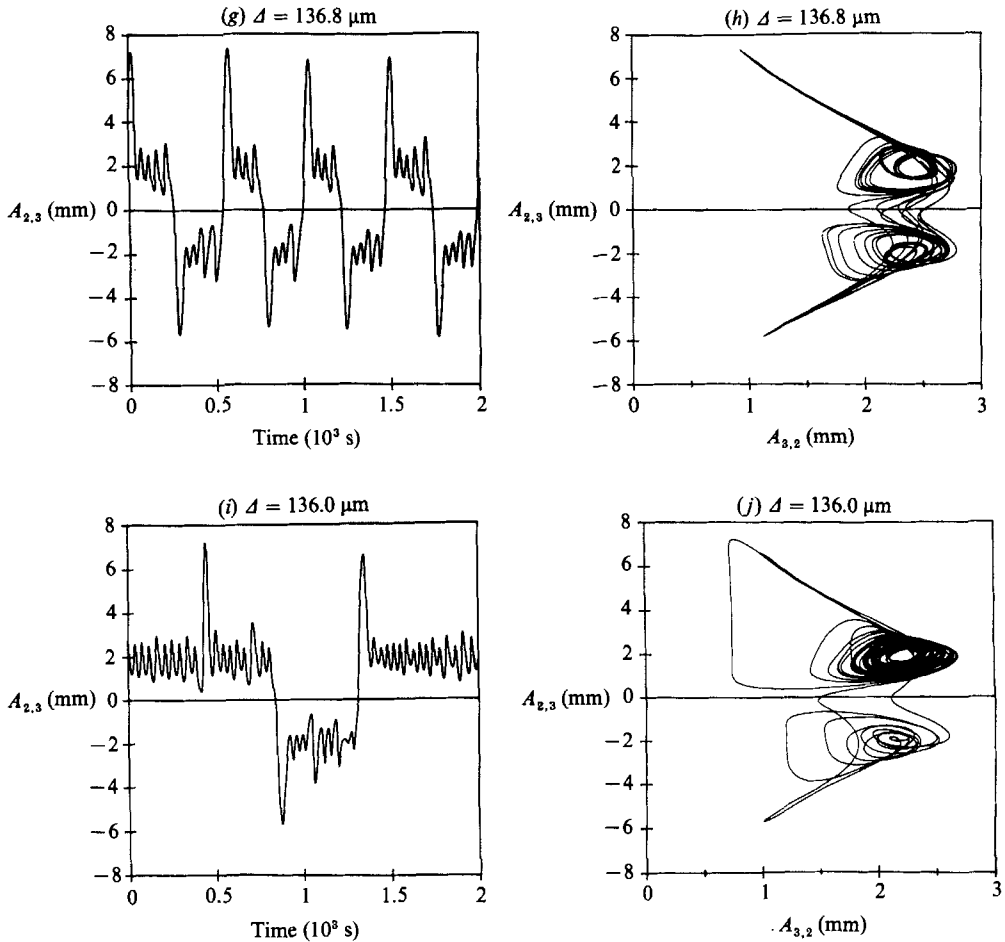 (g) Δ = 136.8 μm
8
6
4
2
0
−2
−4
−6
−8
A2,3 (mm)
0 0.5 1 1.5 2
Time (10³ s)
(h) Δ = 136.8 μm
8
6
4
2
0
−2
−4
−6
−8
A2,3 (mm)
0 1 2 3
A3,2 (mm)
(i) Δ = 136.0 μm
8
6
4
2
0
−2
−4
−6
−8
A2,3 (mm)
0 0.5 1 1.5 2
Time (10³ s)
(j) Δ = 136.0 μm
8
6
4
2
0
−2
−4
−6
−8
A2,3 (mm)
0 1 2 3
A3,2 (mm)